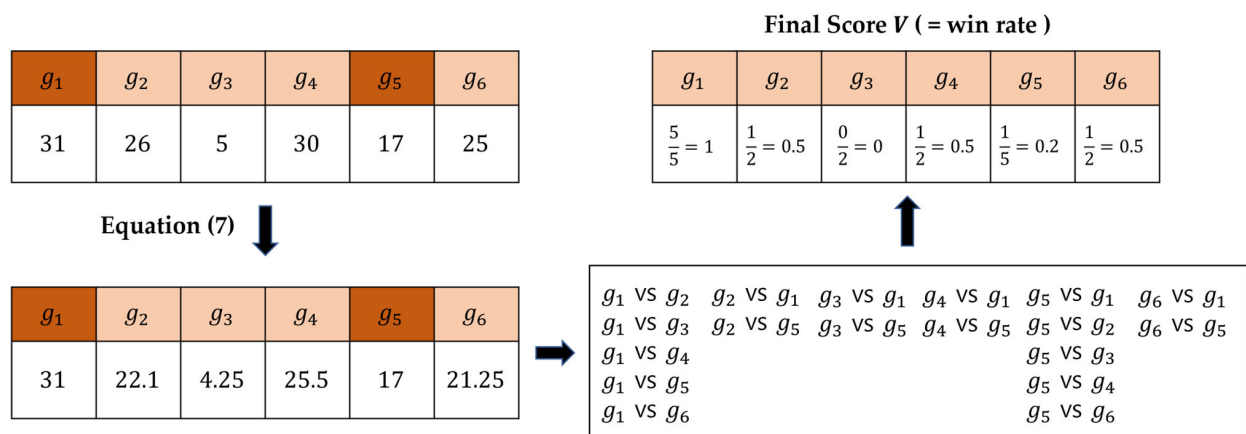 Final Score V ( = win rate )
g₁ g₂ g₃ g₄ g₅ g₆
31 26 5 30 17 25
g₁ g₂ g₃ g₄ g₅ g₆
5/5 = 1 1/2 = 0.5 0/2 = 0 1/2 = 0.5 1/5 = 0.2 1/2 = 0.5
Equation (7)
g₁ g₂ g₃ g₄ g₅ g₆
31 22.1 4.25 25.5 17 21.25
g₁ VS g₂ g₂ VS g₁ g₃ VS g₁ g₄ VS g₁ g₅ VS g₁ g₆ VS g₁
g₁ VS g₃ g₂ VS g₅ g₃ VS g₅ g₄ VS g₅ g₅ VS g₂ g₆ VS g₅
g₁ VS g₄ g₅ VS g₃
g₁ VS g₅ g₅ VS g₄
g₁ VS g₆ g₅ VS g₆